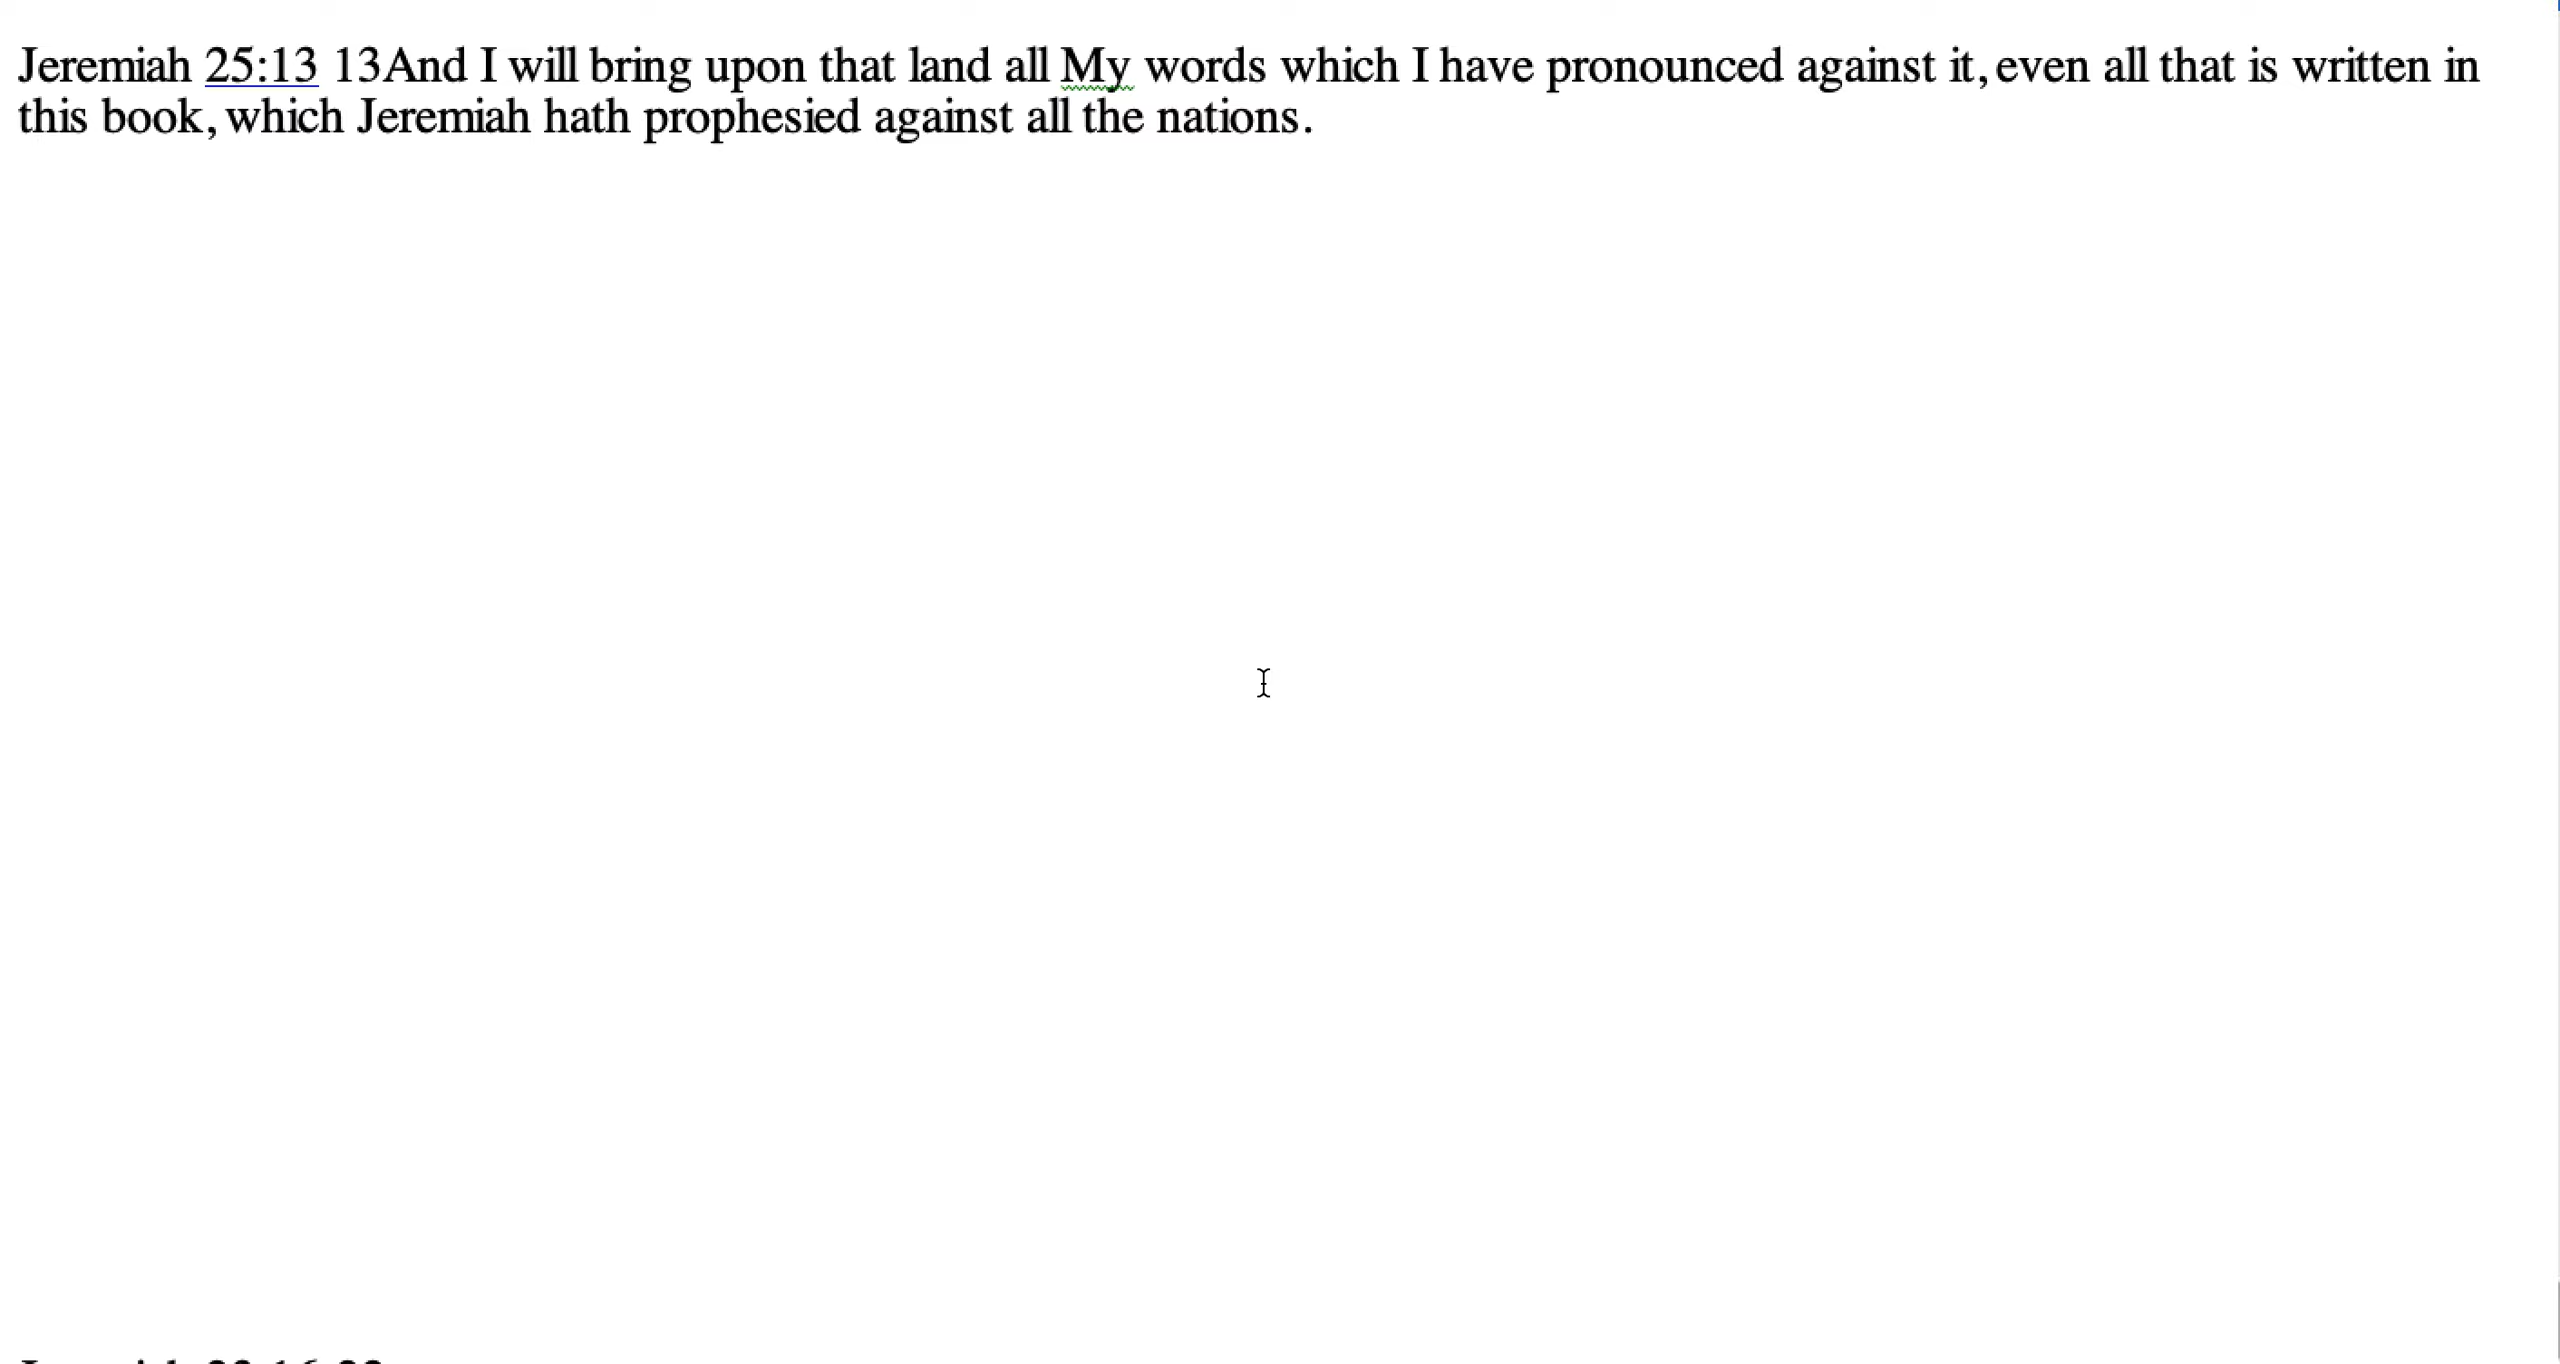 Jeremiah 25:13 13And I will bring upon that land all My words which I have pronounced against it, even all that is written in
this book, which Jeremiah hath prophesied against all the nations.